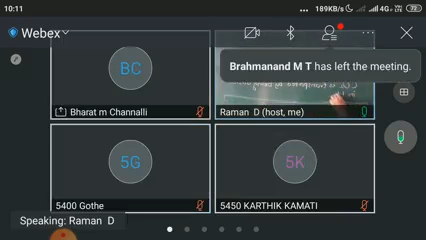 10:11
... 189KB/s 4G+ VoLTE 72
Webex
Brahmanand M T has left the meeting.
BC
Bharat m Channalli
Raman D (host, me)
5G
5K
5400 Gothe
5450 KARTHIK KAMATI
Speaking: Raman D